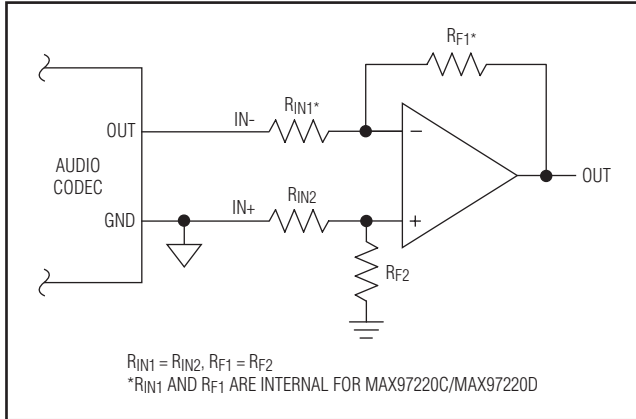 RF1*
RIN1*
IN-
OUT
−
AUDIO
CODEC
OUT
GND
IN+
RIN2
+
RF2
RIN1 = RIN2, RF1 = RF2
*RIN1 AND RF1 ARE INTERNAL FOR MAX97220C/MAX97220D